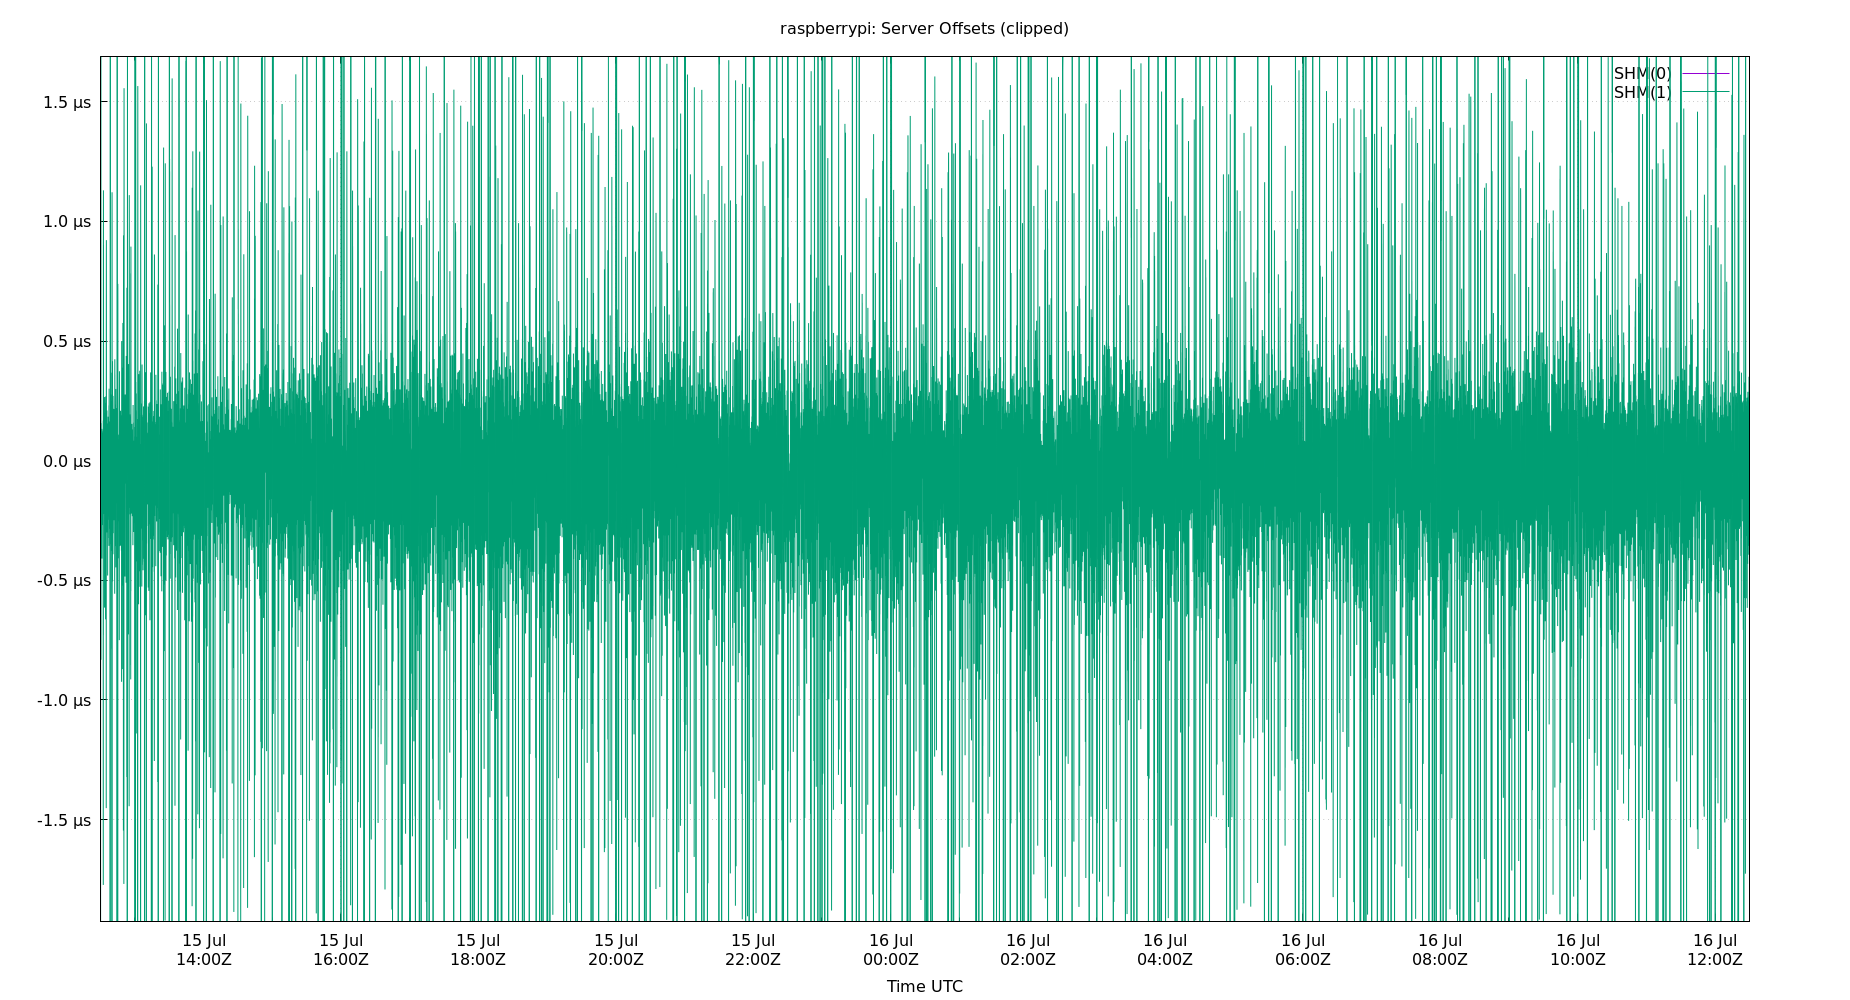 raspberrypi: Server Offsets (clipped)
SHM(0)
SHM(1)
1.5 µs
1.0 µs
0.5 µs
0.0 µs
-0.5 µs
-1.0 µs
-1.5 µs
15 Jul 15 Jul 15 Jul 15 Jul 15 Jul 16 Jul 16 Jul 16 Jul 16 Jul 16 Jul 16 Jul 16 Jul
14:00Z 16:00Z 18:00Z 20:00Z 22:00Z 00:00Z 02:00Z 04:00Z 06:00Z 08:00Z 10:00Z 12:00Z
Time UTC